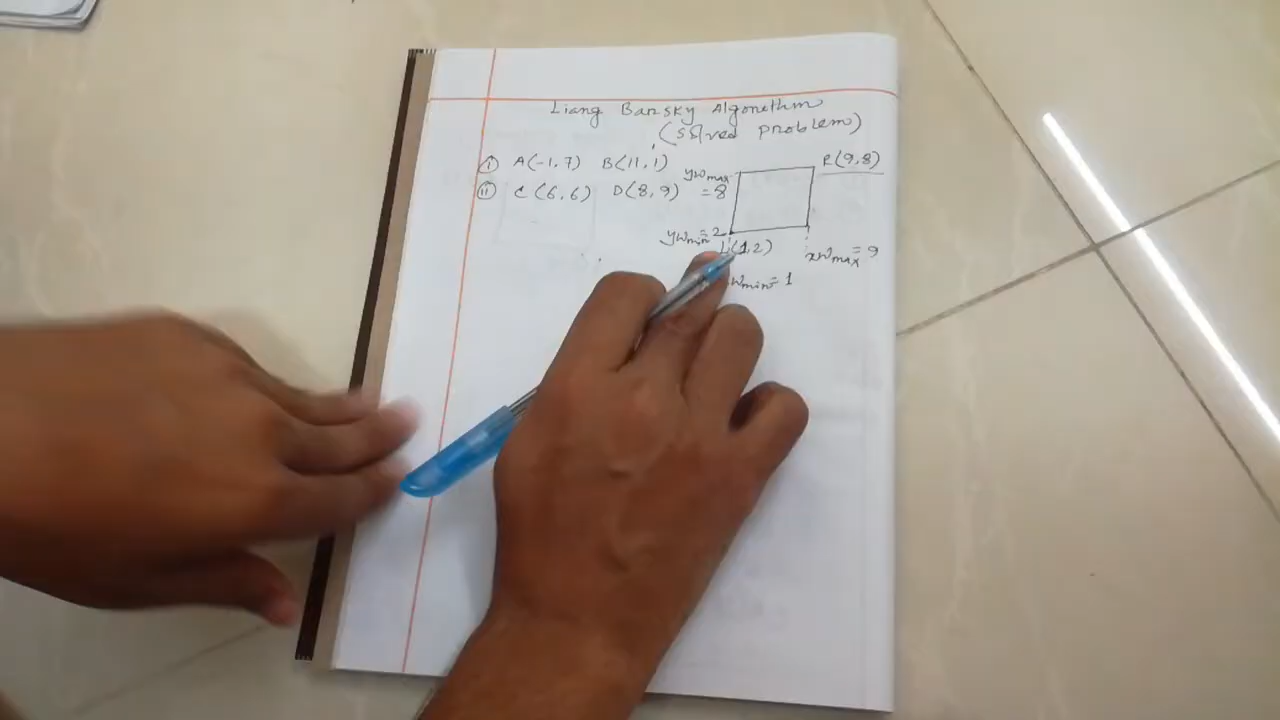 Liang Barsky Algorithm
(Solved problem)
(i) A(-1,7) B(11,1)
(ii) C(6,6) D(8,9)
ywmax = 8
R(9,8)
ywmin = 2
L(1,2)
xwmax = 9
wmin = 1